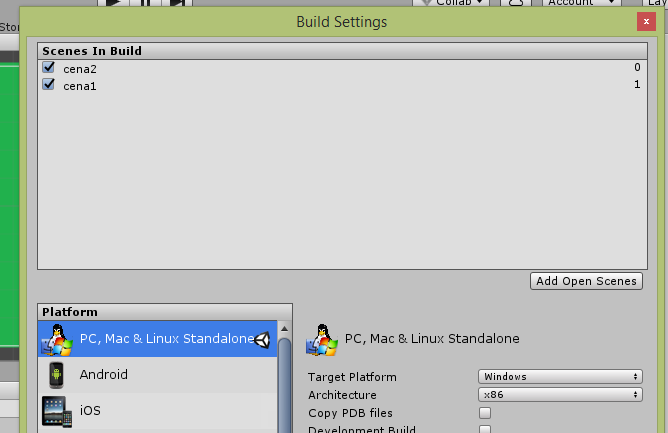 Collab
Account
Lay
Sto
Build Settings
x
Scenes In Build
cena2 0
cena1 1
Add Open Scenes
Platform
PC, Mac & Linux Standalone
PC, Mac & Linux Standalone
Android
Target Platform Windows
Architecture x86
iOS
Copy PDB files
Development Build